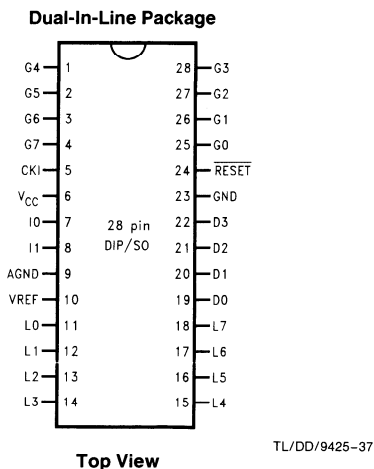 Dual-In-Line Package
G4 1 28 G3
G5 2 27 G2
G6 3 26 G1
G7 4 25 G0
CKI 5 24 RESET
VCC 6 23 GND
I0 7 22 D3
28 pin
I1 8 21 D2
DIP/SO
AGND 9 20 D1
VREF 10 19 D0
L0 11 18 L7
L1 12 17 L6
L2 13 16 L5
L3 14 15 L4
TL/DD/9425-37
Top View